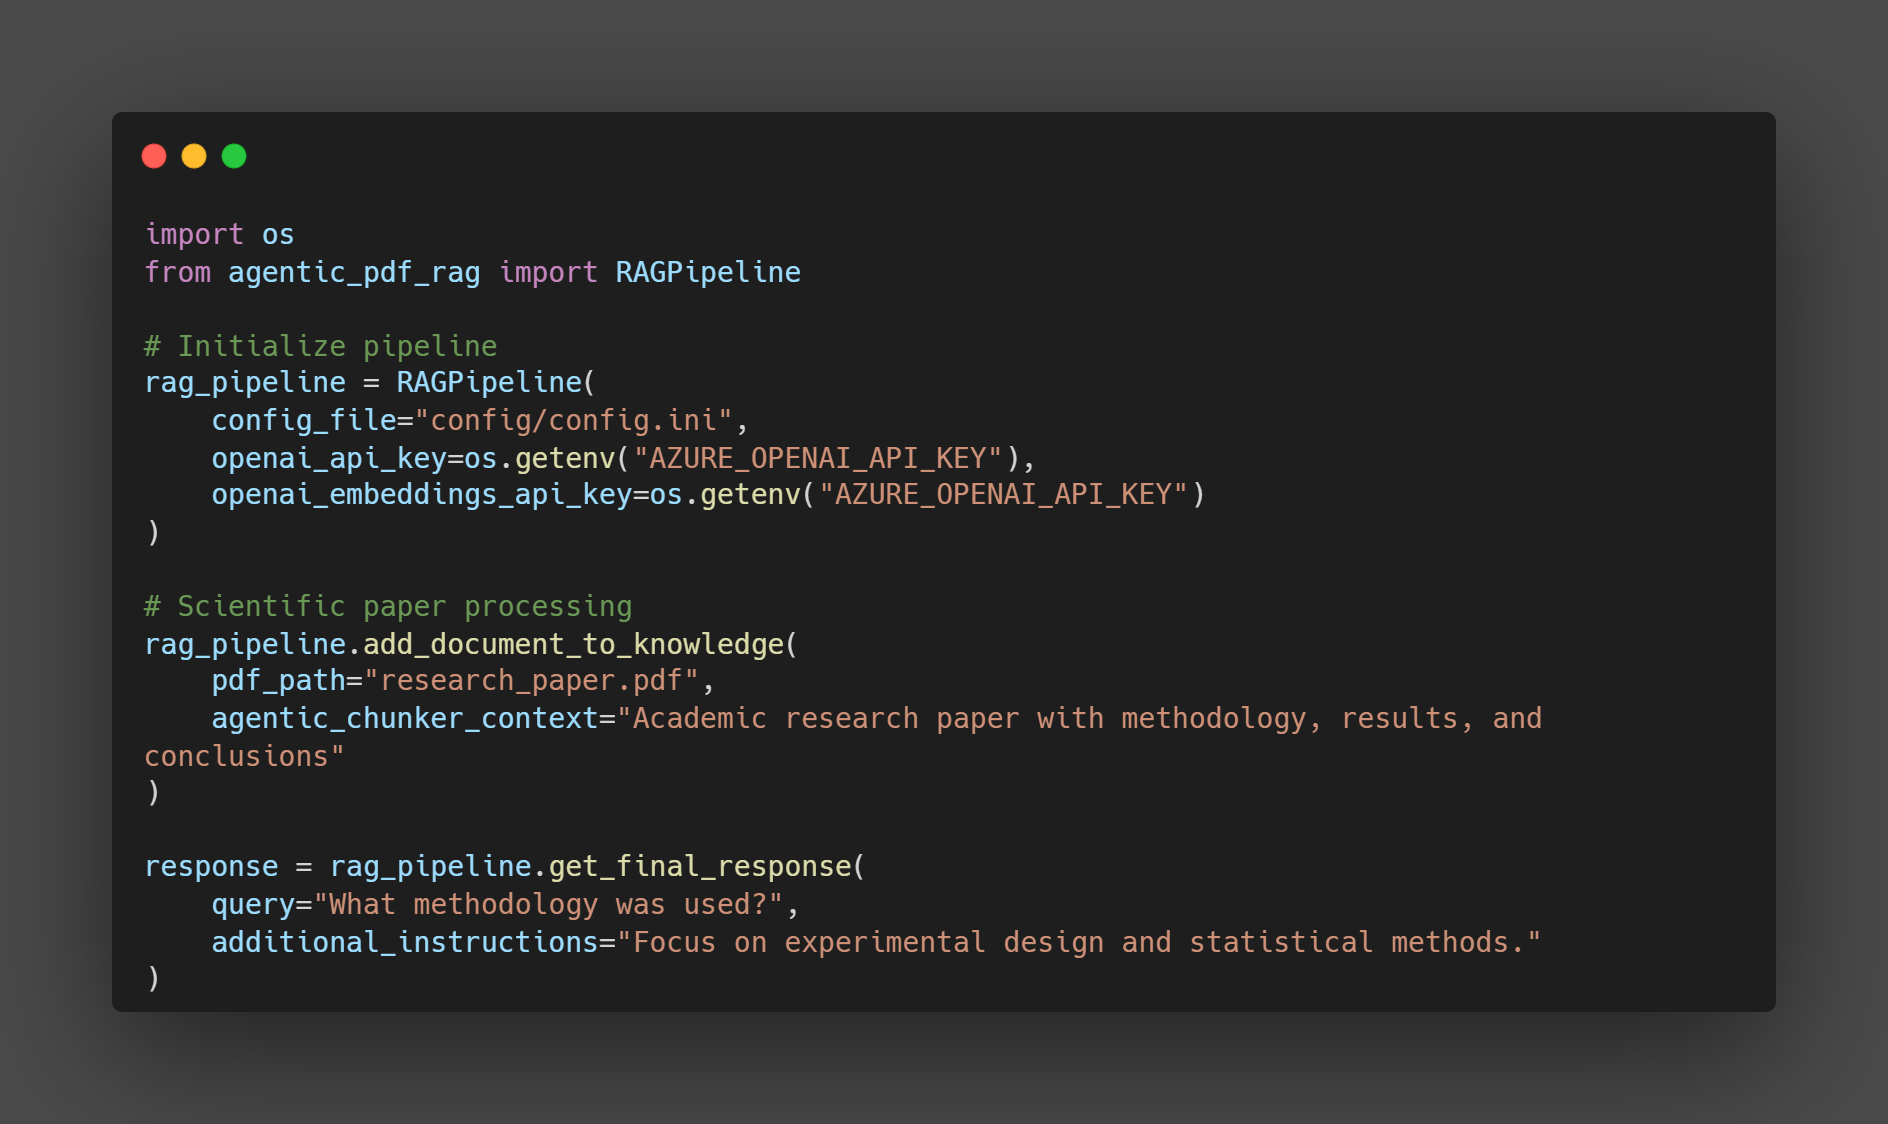 import os
from agentic_pdf_rag import RAGPipeline

# Initialize pipeline
rag_pipeline = RAGPipeline(
    config_file="config/config.ini",
    openai_api_key=os.getenv("AZURE_OPENAI_API_KEY"),
    openai_embeddings_api_key=os.getenv("AZURE_OPENAI_API_KEY")
)

# Scientific paper processing
rag_pipeline.add_document_to_knowledge(
    pdf_path="research_paper.pdf",
    agentic_chunker_context="Academic research paper with methodology, results, and
conclusions"
)

response = rag_pipeline.get_final_response(
    query="What methodology was used?",
    additional_instructions="Focus on experimental design and statistical methods."
)